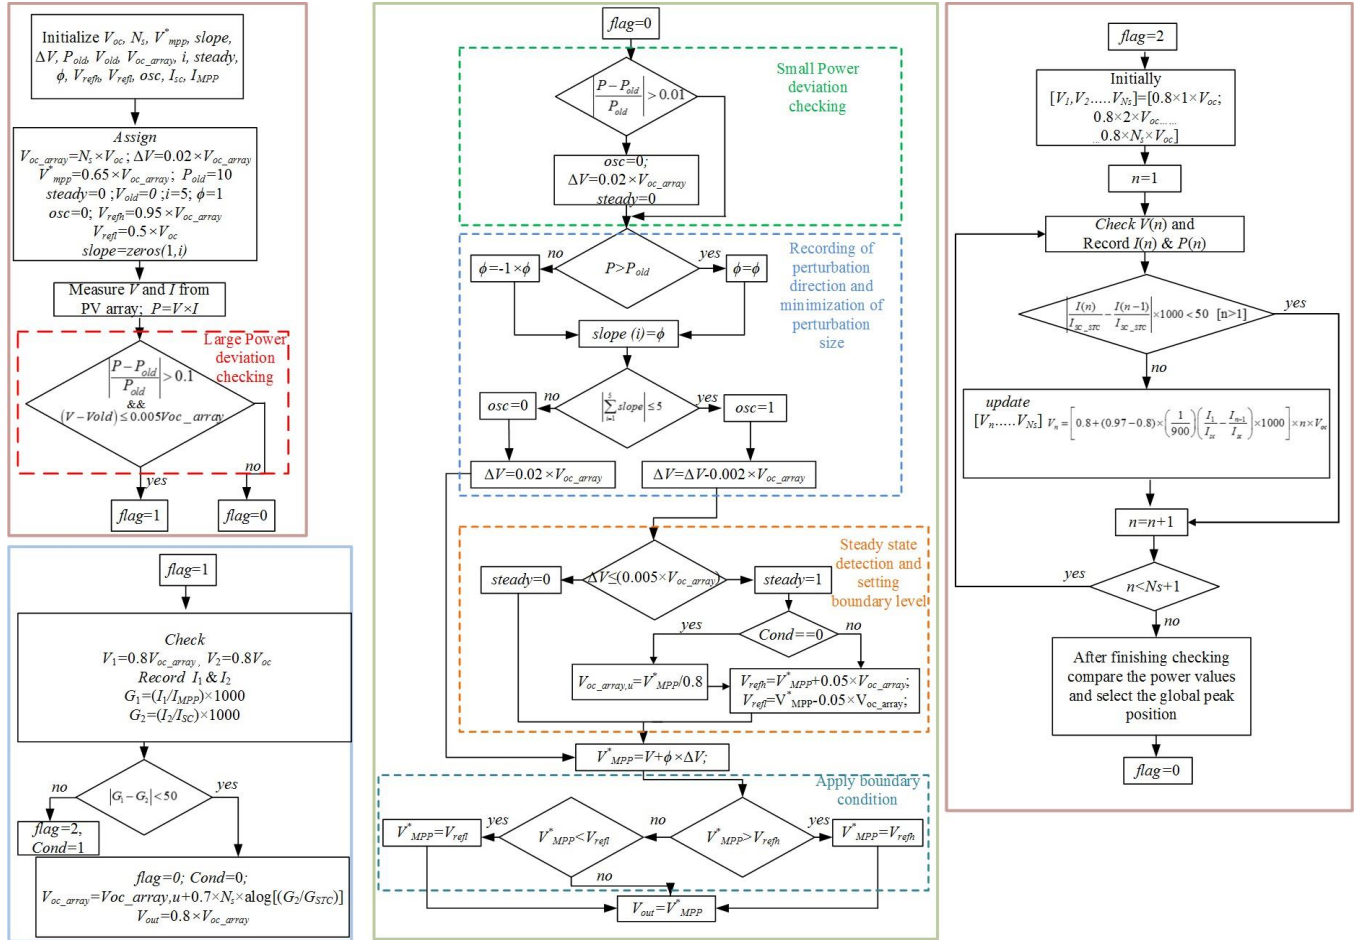 Initialize V_oc, N_s, V*_mpp, slope,
ΔV, P_old, V_old, V_oc_array, i, steady,
ϕ, V_refh, V_refl, osc, I_sc, I_MPP
Assign
V_oc_array=N_s×V_oc ; ΔV=0.02×V_oc_array
V*_mpp=0.65×V_oc_array; P_old=10
steady=0 ;V_old=0 ;i=5; ϕ=1
osc=0; V_refh=0.95×V_oc_array
V_refl=0.5×V_oc
slope=zeros(1,i)
Measure V and I from
PV array; P=V×I
Large Power
deviation
checking
|(P−P_old)/P_old|>0.1
&&
(V−Vold)≤0.005Voc_array
no
yes
flag=1
flag=0
flag=1
Check
V_1=0.8V_oc_array, V_2=0.8V_oc
Record I_1 & I_2
G_1=(I_1/I_MPP)×1000
G_2=(I_2/I_SC)×1000
no
|G_1−G_2|<50
yes
flag=2,
Cond=1
flag=0; Cond=0;
V_oc_array=Voc_array,u+0.7×N_s×alog[(G_2/G_STC)]
V_out=0.8×V_oc_array
flag=0
Small Power
deviation
checking
|(P−P_old)/P_old|>0.01
osc=0;
ΔV=0.02×V_oc_array
steady=0
Recording of
perturbation
direction and
minimization of
perturbation
size
no
yes
ϕ=-1×ϕ
P>P_old
ϕ=ϕ
slope (i)=ϕ
osc=0
no
|∑_{i=1}^{5} slope|≤5
yes
osc=1
ΔV=0.02×V_oc_array
ΔV=ΔV-0.002×V_oc_array
Steady state
detection and
setting
boundary level
steady=0
ΔV≤(0.005×V_oc_array)
steady=1
yes
Cond==0
no
V_oc_array,u=V*_MPP/0.8
V_refh=V*_MPP+0.05×V_oc_array;
V_refl=V*_MPP-0.05×V_oc_array;
V*_MPP=V+ϕ×ΔV;
Apply boundary
condition
V*_MPP=V_refl
yes
V*_MPP<V_refl
no
V*_MPP>V_refh
yes
V*_MPP=V_refh
no
V_out=V*_MPP
flag=2
Initially
[V_1,V_2.....V_Ns]=[0.8×1×V_oc;
0.8×2×V_oc......
...0.8×N_s×V_oc]
n=1
Check V(n) and
Record I(n) & P(n)
|I(n)/I_SC_STC − I(n−1)/I_SC_STC|×1000<50 [n>1]
yes
no
update
[V_n.....V_Ns] V_n=[0.8+(0.97−0.8)×(1/900)(I_1/I_sc − I_n-1/I_sc)×1000]×n×V_oc
n=n+1
yes
n<Ns+1
no
After finishing checking
compare the power values
and select the global peak
position
flag=0